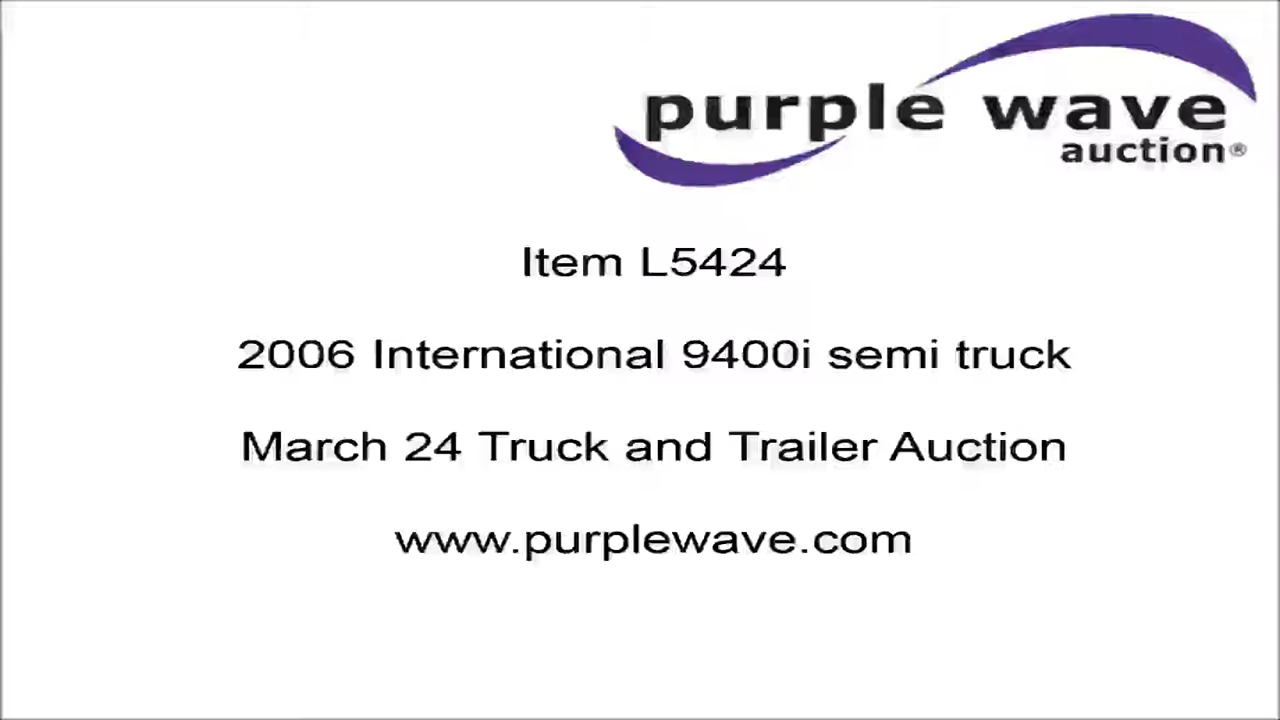 purple wave
auction®
Item L5424
2006 International 9400i semi truck
March 24 Truck and Trailer Auction
www.purplewave.com